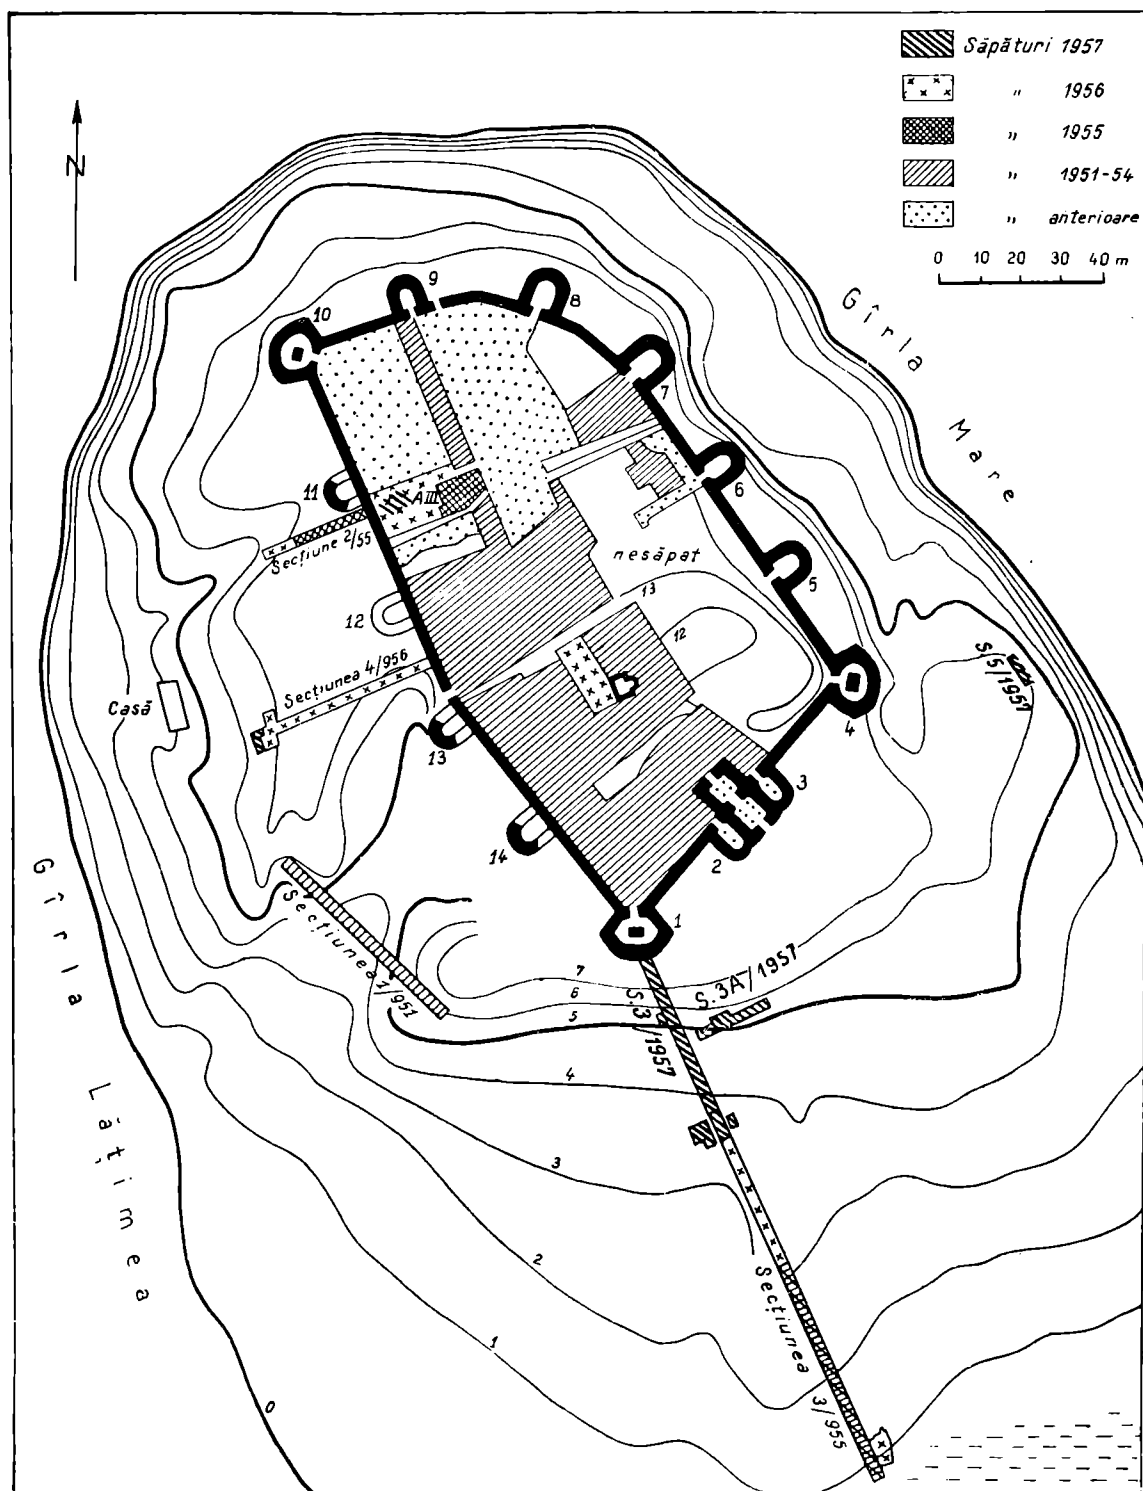 Săpături 1957
" 1956
" 1955
" 1951-54
" anterioare
0 10 20 30 40 m
N
Gîrla Mare
9
8
10
7
11
A III
6
Secțiune 2/55
nesăpat
5
13
12
12
Secțiunea 4/956
S/5/1957
Casă
4
13
3
14
2
Gîrla Lățimea
Secțiunea 1/951
1
7
6
5
S.3/1957
S.3A/1957
4
3
2
1
0
Secțiunea 3/955